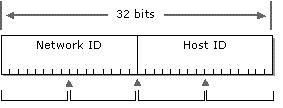 32 bits
Network ID
Host ID